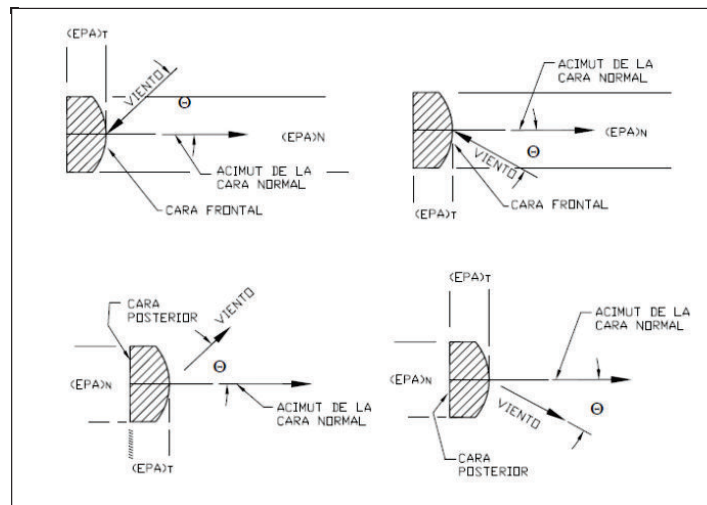 (EPA)T
VIENTO
Θ
(EPA)N
ACIMUT DE LA
CARA NORMAL
CARA FRONTAL
ACIMUT DE LA
CARA NORMAL
(EPA)N
VIENTO
Θ
CARA FRONTAL
(EPA)T
CARA
POSTERIOR
VIENTO
(EPA)N
Θ
ACIMUT DE LA
CARA NORMAL
(EPA)T
(EPA)T
ACIMUT DE LA
CARA NORMAL
(EPA)N
Θ
VIENTO
CARA
POSTERIOR